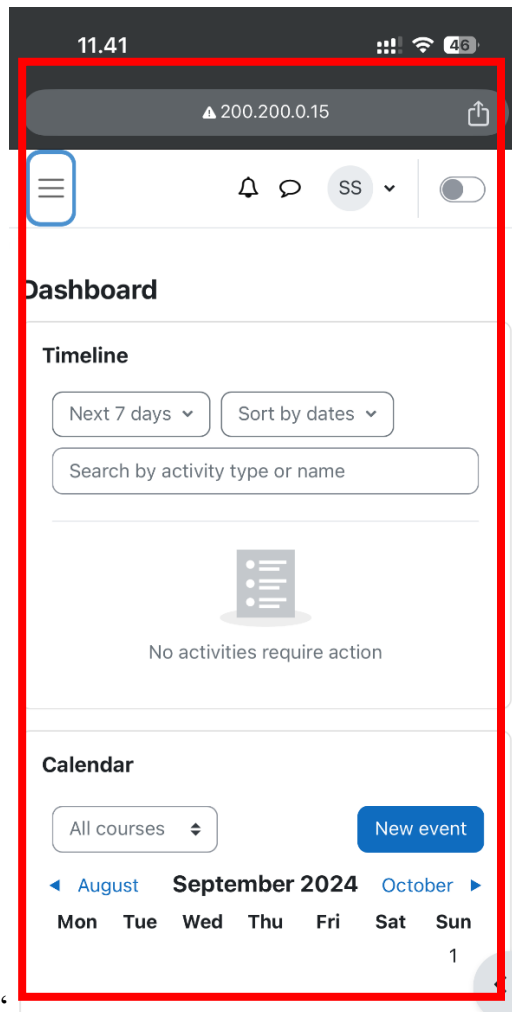 11.41 46
200.200.0.15
SS
Dashboard
Timeline
Next 7 days Sort by dates
Search by activity type or name
No activities require action
Calendar
All courses New event
◄ August September 2024 October ►
Mon Tue Wed Thu Fri Sat Sun
1
‘